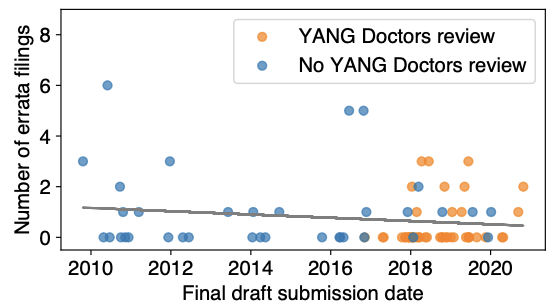 YANG Doctors review
No YANG Doctors review
Number of errata filings
8
6
4
2
0
2010 2012 2014 2016 2018 2020
Final draft submission date